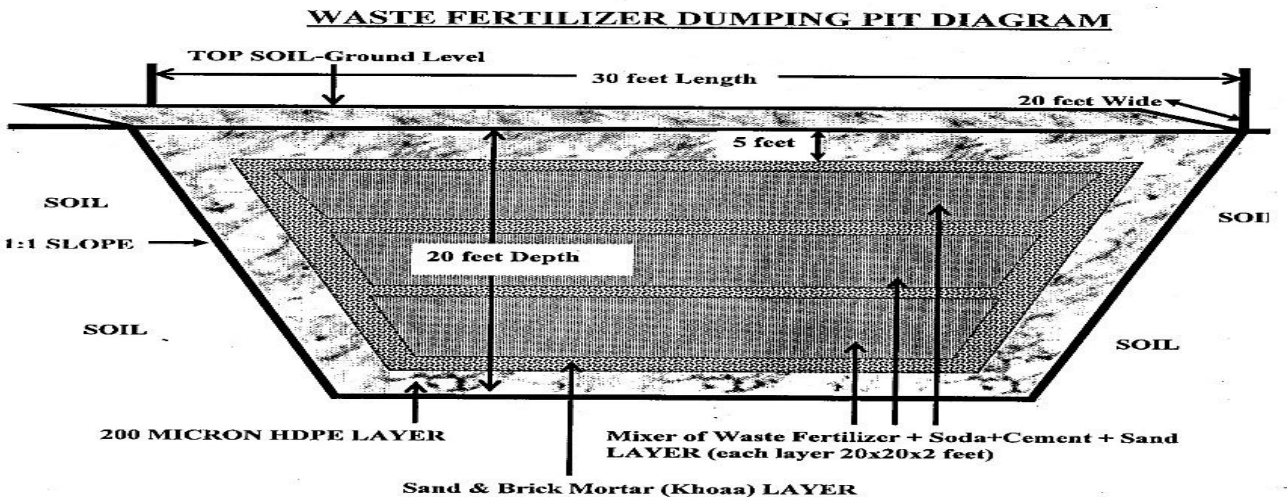 WASTE FERTILIZER DUMPING PIT DIAGRAM
TOP SOIL-Ground Level
30 feet Length
20 feet Wide
5 feet
SOIL
SOIL
1:1 SLOPE
20 feet Depth
SOIL
SOIL
200 MICRON HDPE LAYER
Mixer of Waste Fertilizer + Soda+Cement + Sand
LAYER (each layer 20x20x2 feet)
Sand & Brick Mortar (Khoaa) LAYER